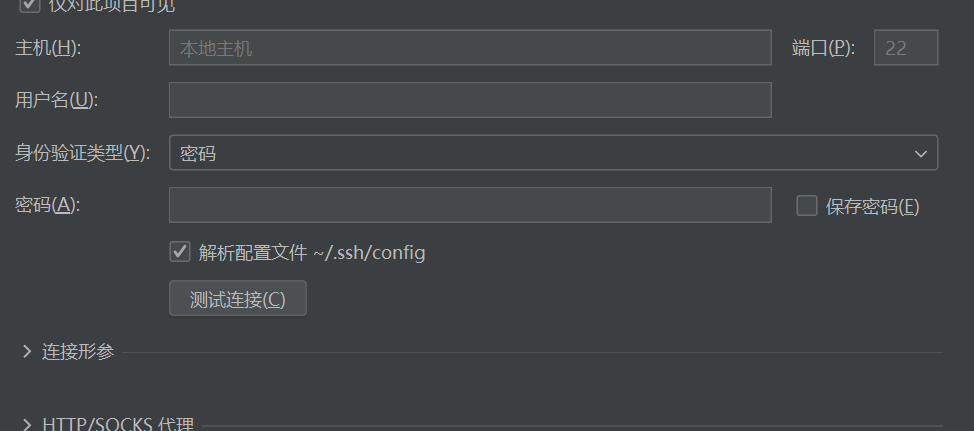 仅对此项目可见
主机(H): 本地主机 端口(P): 22
用户名(U):
身份验证类型(Y): 密码
密码(A): 保存密码(E)
解析配置文件 ~/.ssh/config
测试连接(C)
连接形参
HTTP/SOCKS 代理